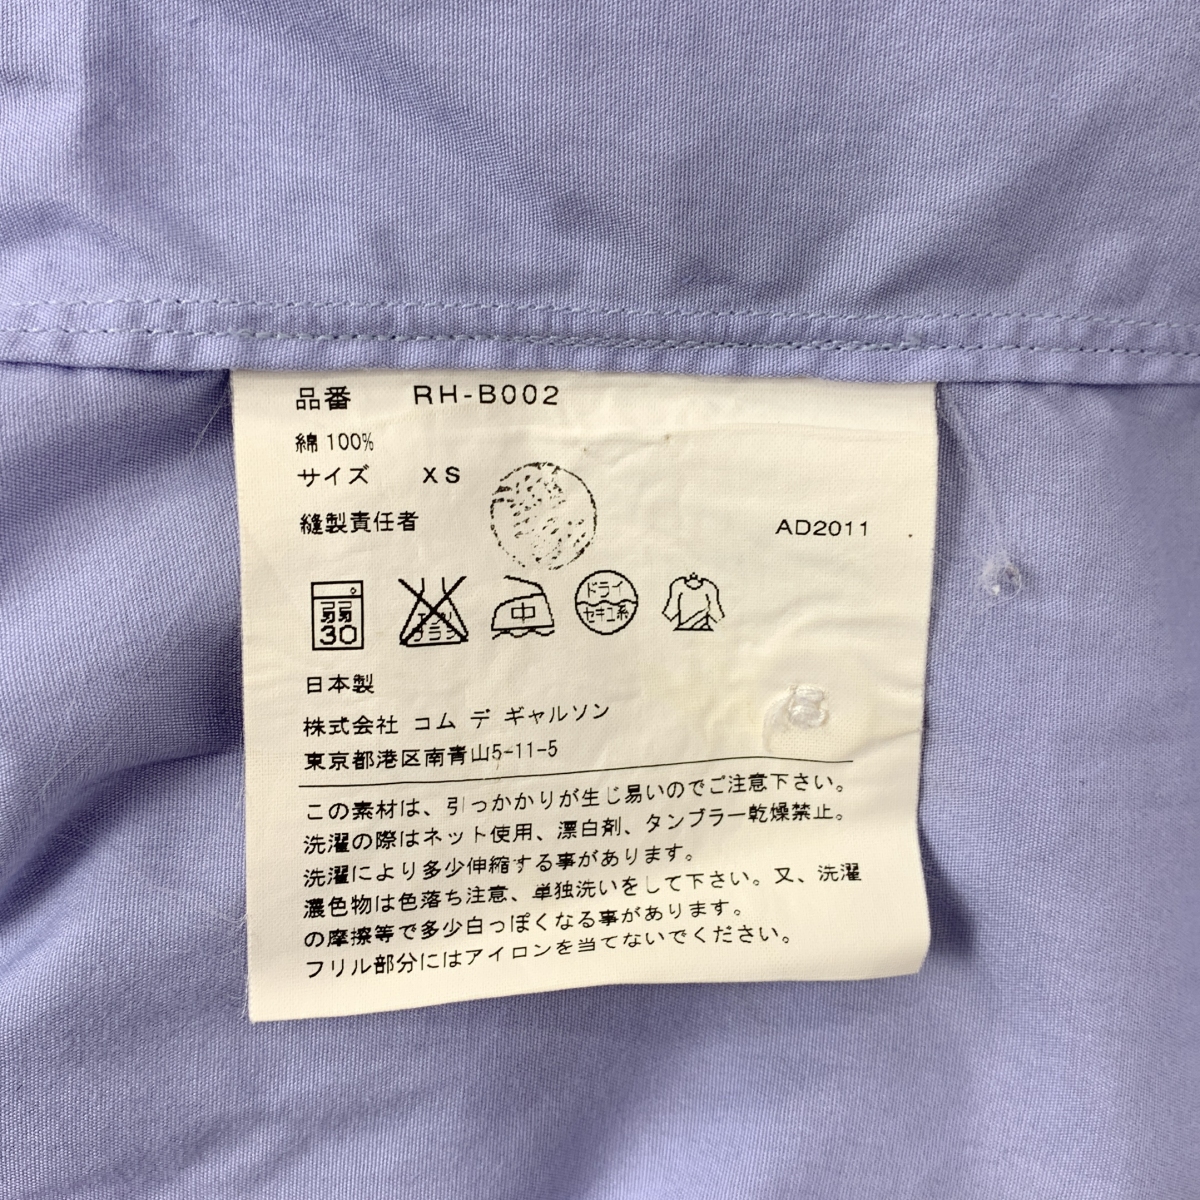 品番 RH-B002
綿 100%
サイズ XS
縫製責任者
AD2011
弱
30
エンソ
サラシ
中
ドライ
セキユ系
日本製
株式会社 コム デ ギャルソン
東京都港区南青山5-11-5
この素材は、引っかかりが生じ易いのでご注意下さい。
洗濯の際はネット使用、漂白剤、タンブラー乾燥禁止。
洗濯により多少伸縮する事があります。
濃色物は色落ち注意、単独洗いをして下さい。又、洗濯
の摩擦等で多少白っぽくなる事があります。
フリル部分にはアイロンを当てないでください。